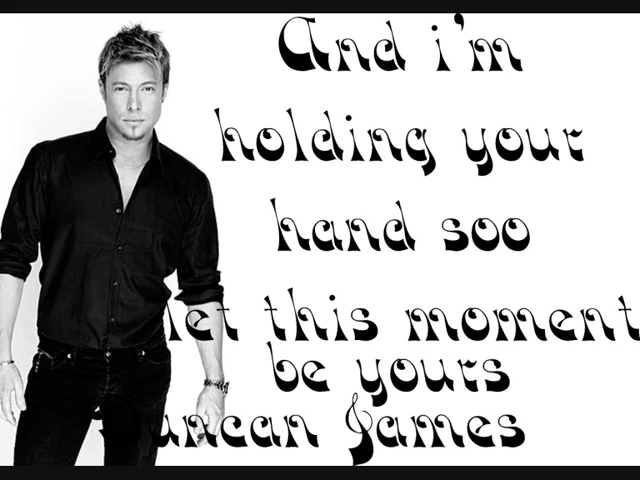 And i'm
holding your
hand soo
let this moment
be yours
uncan James